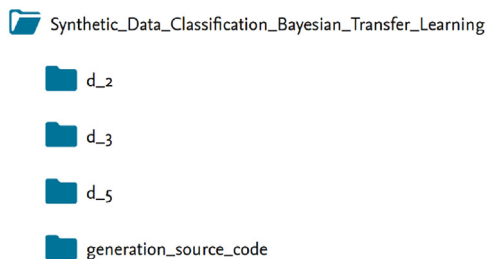 Synthetic_Data_Classification_Bayesian_Transfer_Learning
d_2
d_3
d_5
generation_source_code